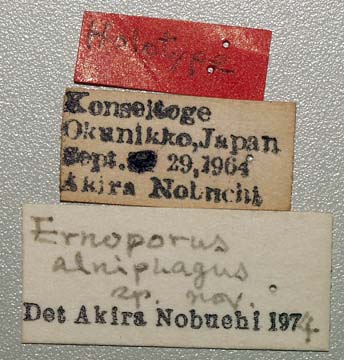 Holotype
Konseitoge
Okunikko, Japan
Sept. 29, 1964
Akira Nobuchi
Ernoporus
alniphagus
sp. nov.
Det Akira Nobuchi 1974